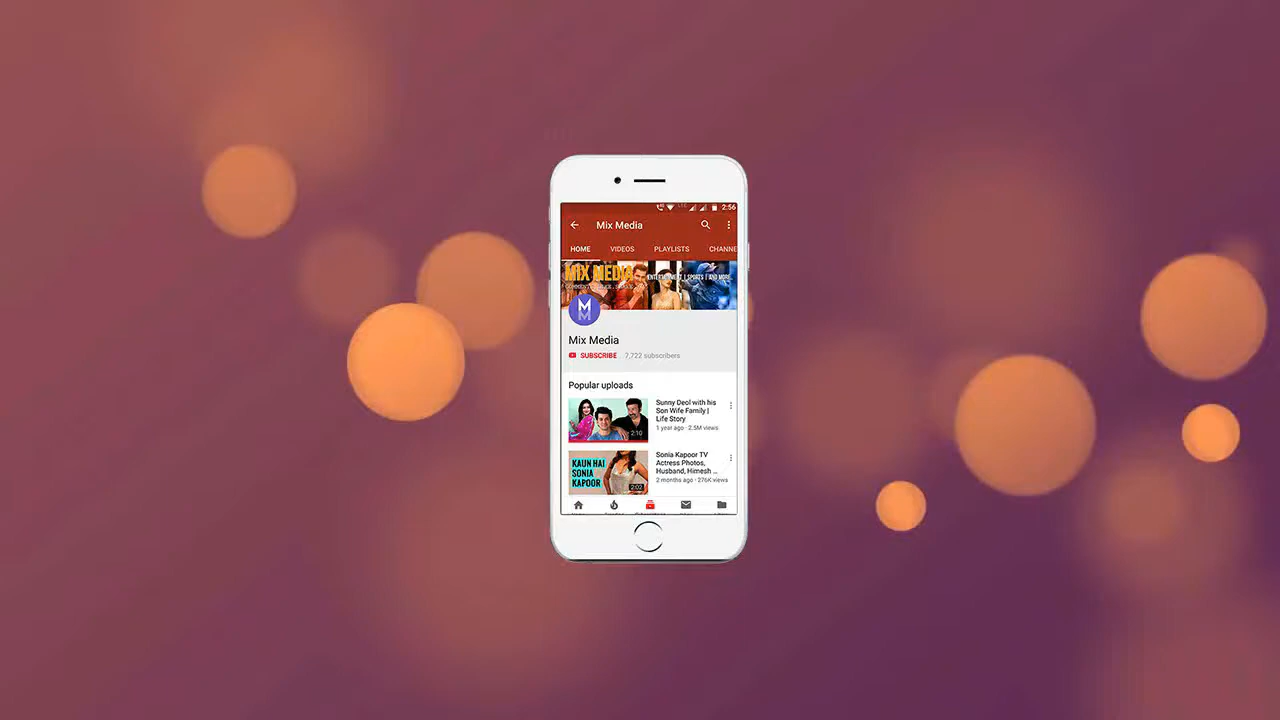 2:56
Mix Media
HOME VIDEOS PLAYLISTS CHANNE
MIX MEDIA
ENTERTAINMENT | SPORTS | AND MORE..
M
M
Mix Media
SUBSCRIBE 7,722 subscribers
Popular uploads
Sunny Deol with his
Son Wife Family |
Life Story
1 year ago · 2.5M views
2:10
Sonia Kapoor TV
Actress Photos,
Husband, Himesh ...
2 months ago · 276K views
KAUN HAI
SONIA
KAPOOR
2:02